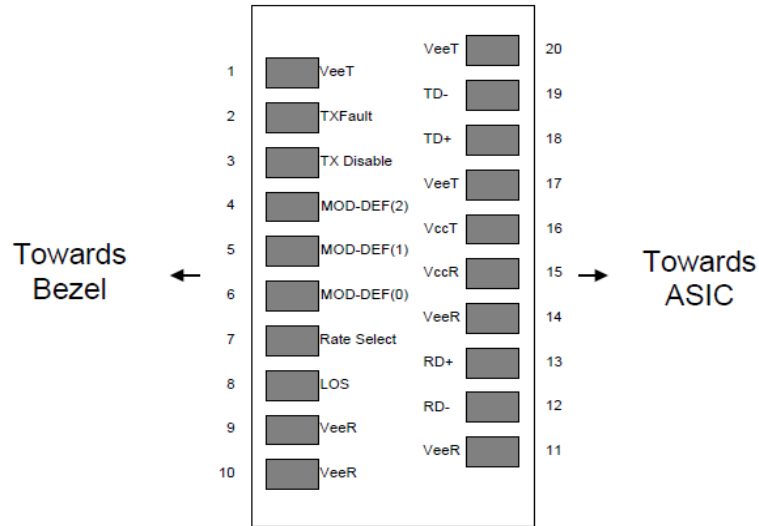 VeeT 20
1 VeeT
TD- 19
2 TXFault
TD+ 18
3 TX Disable
VeeT 17
4 MOD-DEF(2)
VccT 16
5 MOD-DEF(1)
Towards
Bezel
VccR 15
Towards
ASIC
6 MOD-DEF(0)
VeeR 14
7 Rate Select
RD+ 13
8 LOS
RD- 12
9 VeeR
VeeR 11
10 VeeR